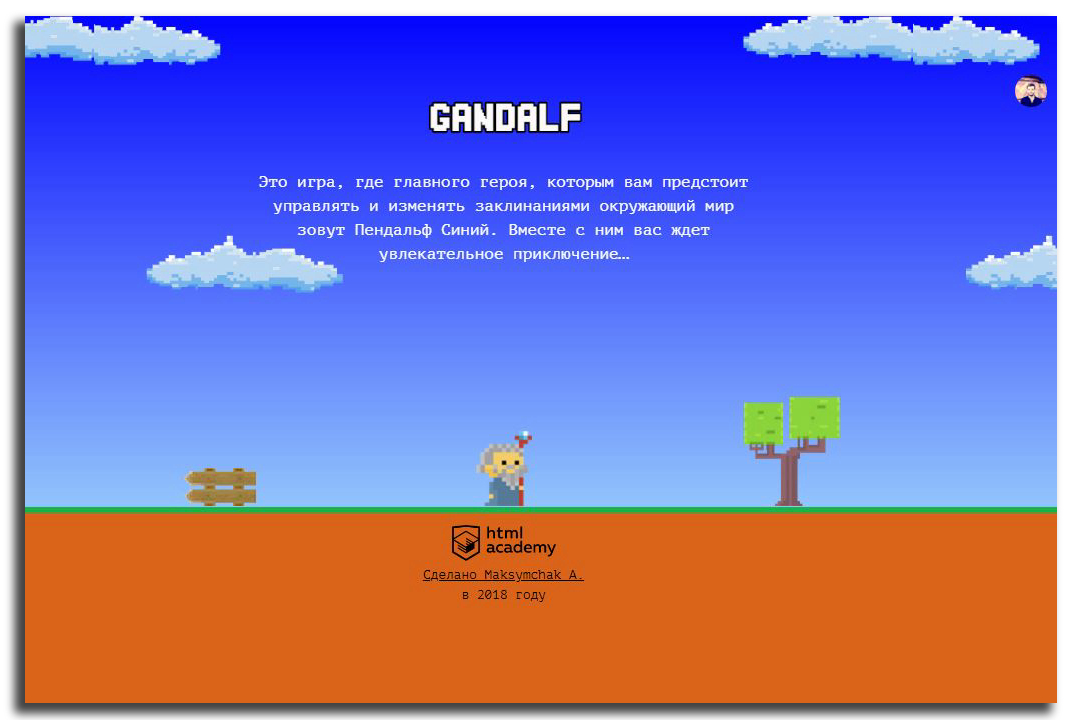 GANDALF
Это игра, где главного героя, которым вам предстоит
управлять и изменять заклинаниями окружающий мир
зовут Пендальф Синий. Вместе с ним вас ждет
увлекательное приключение…
html
academy
Сделано Maksymchak A.
в 2018 году